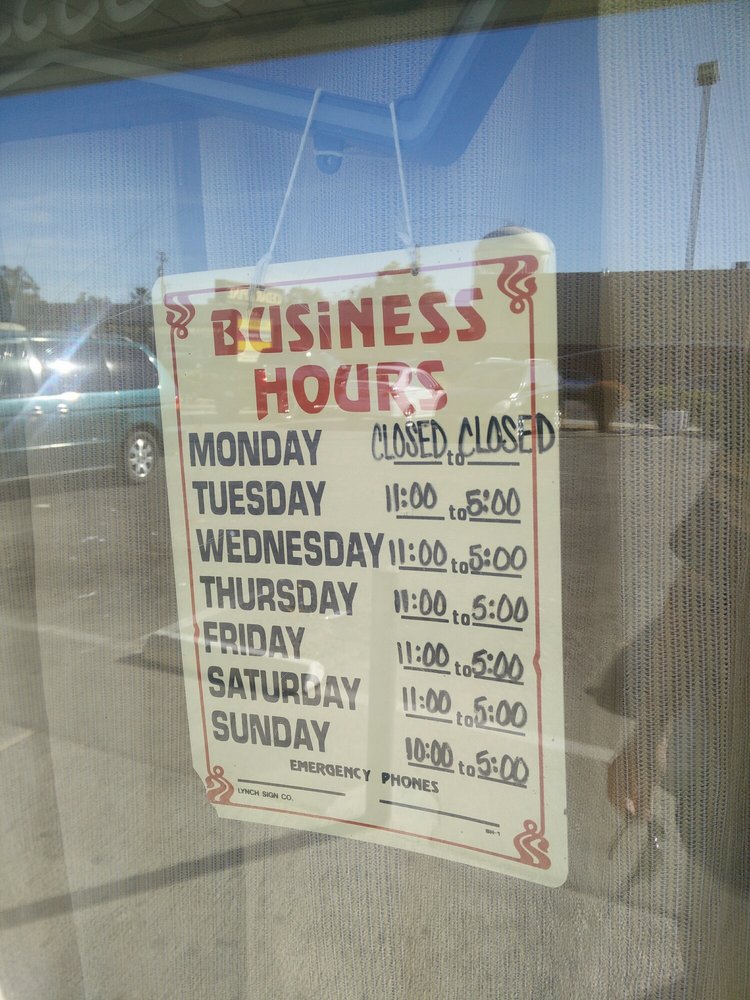 BUSINESS
HOURS
MONDAY CLOSED to CLOSED
TUESDAY 11:00 to 5:00
WEDNESDAY 11:00 to 5:00
THURSDAY 11:00 to 5:00
FRIDAY 11:00 to 5:00
SATURDAY 11:00 to 5:00
SUNDAY 10:00 to 5:00
EMERGENCY PHONES
LYNCH SIGN CO.
BH-1